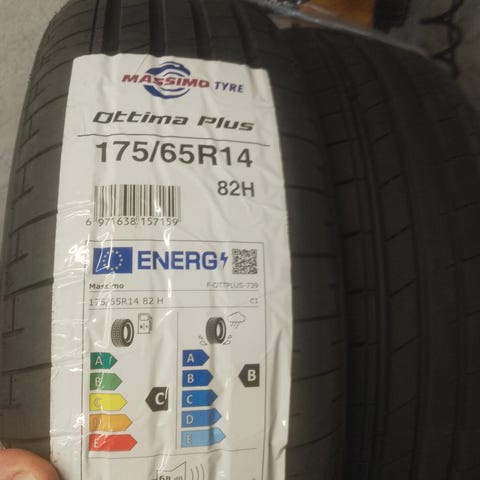 MASSIMO TYRE
Ottima Plus
175/65R14
82H
6 971638 157159
ENERG
Massimo F-OTTPLUS-739
175/65R14 82 H C1
A A
B B
C C
D D
E E
C B